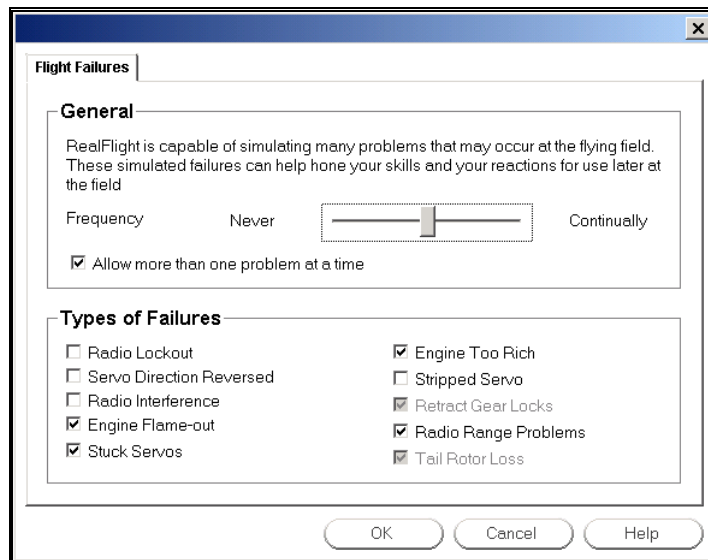 Flight Failures
General
RealFlight is capable of simulating many problems that may occur at the flying field.
These simulated failures can help hone your skills and your reactions for use later at
the field
Frequency Never Continually
Allow more than one problem at a time
Types of Failures
Radio Lockout
Servo Direction Reversed
Radio Interference
Engine Flame-out
Stuck Servos
Engine Too Rich
Stripped Servo
Retract Gear Locks
Radio Range Problems
Tail Rotor Loss
OK Cancel Help